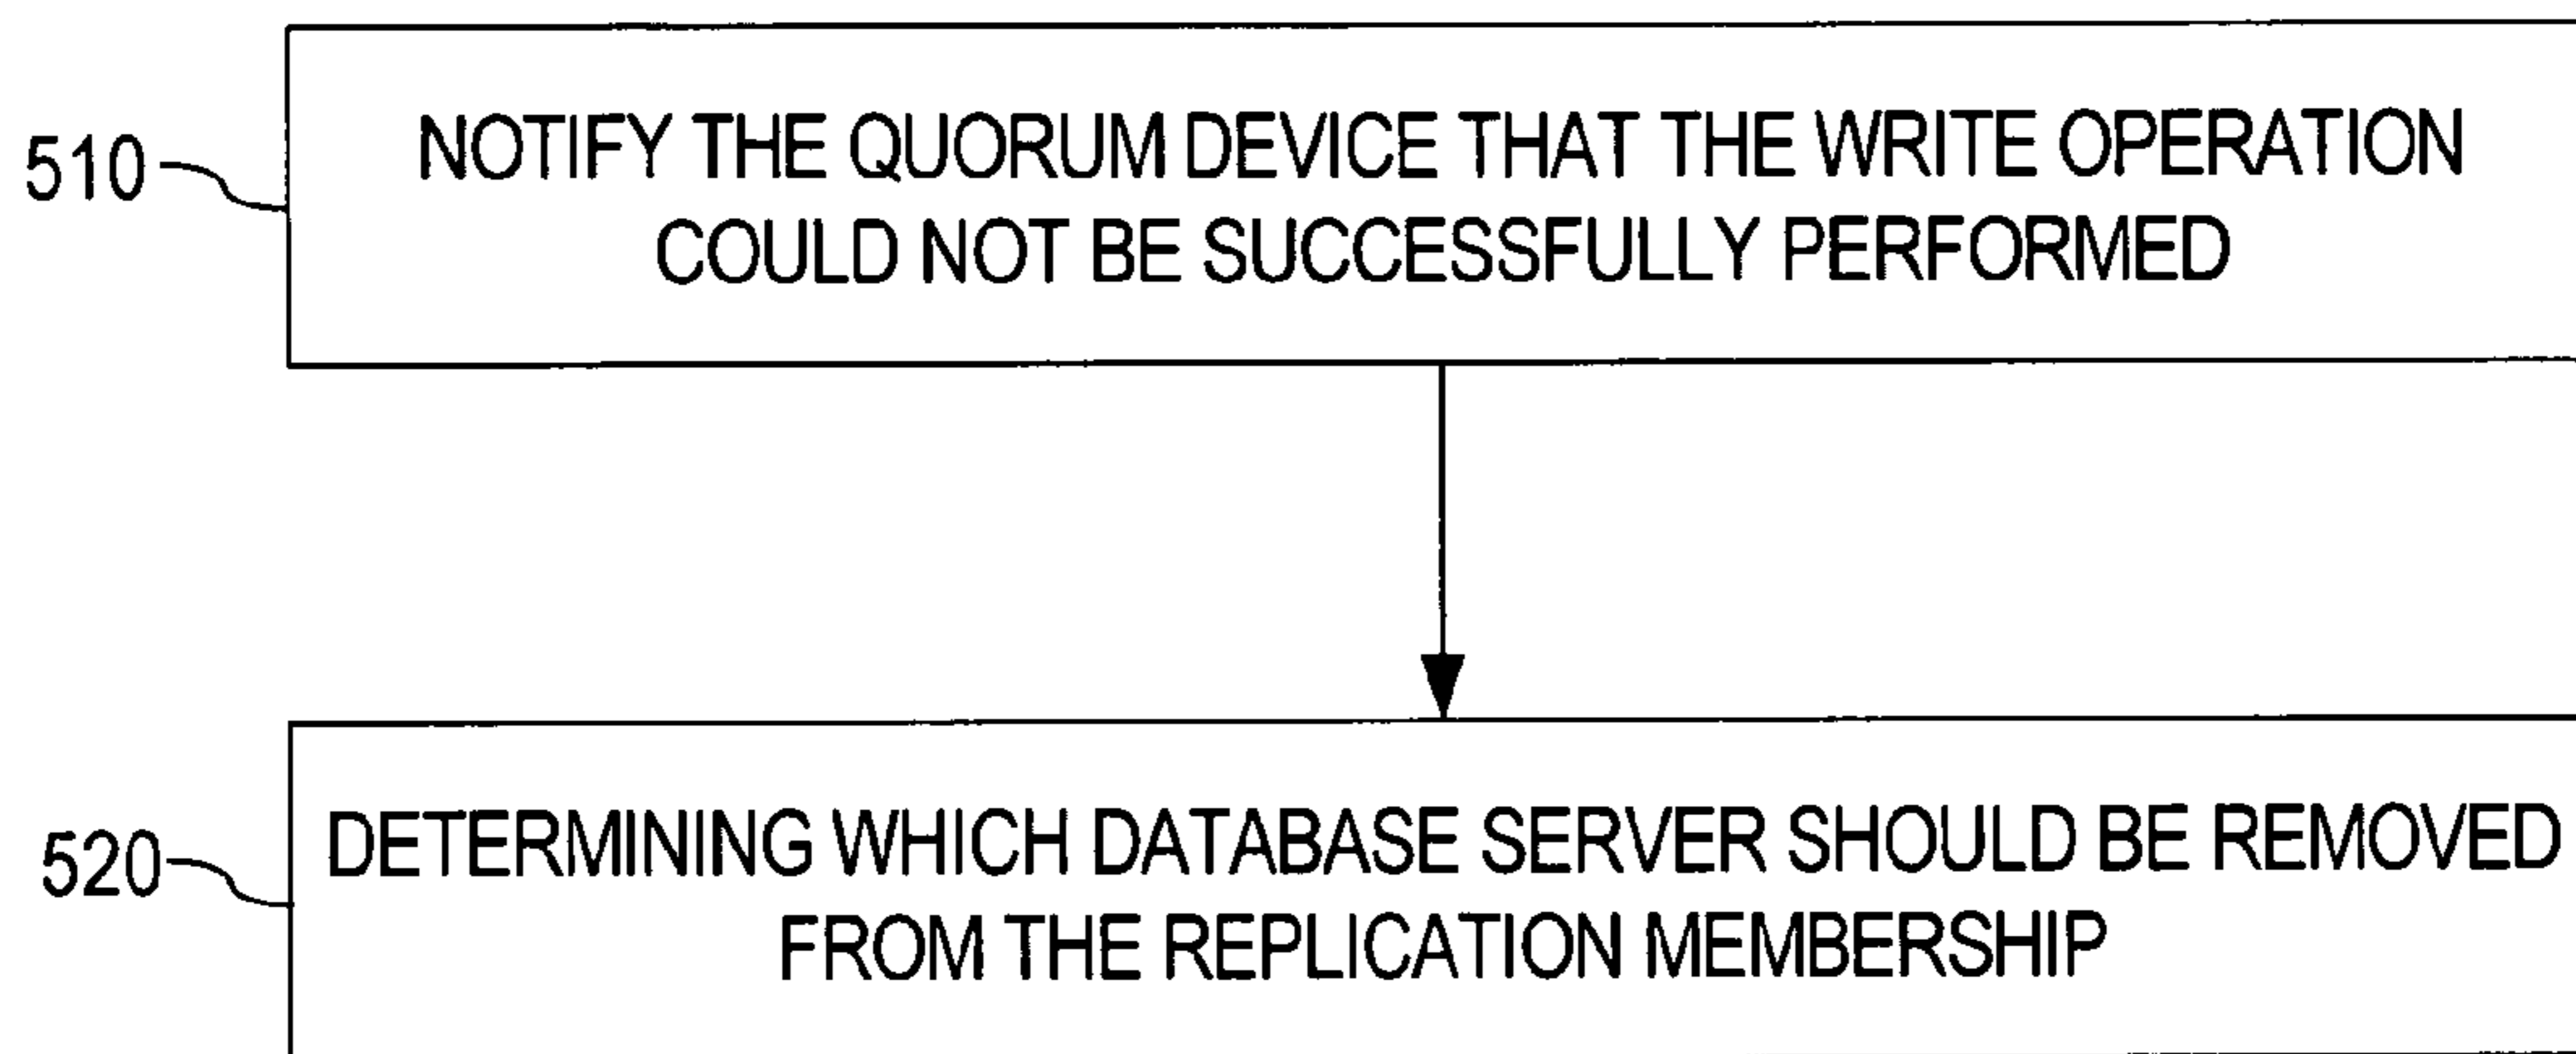 510
NOTIFY THE QUORUM DEVICE THAT THE WRITE OPERATION
COULD NOT BE SUCCESSFULLY PERFORMED
520
DETERMINING WHICH DATABASE SERVER SHOULD BE REMOVED
FROM THE REPLICATION MEMBERSHIP